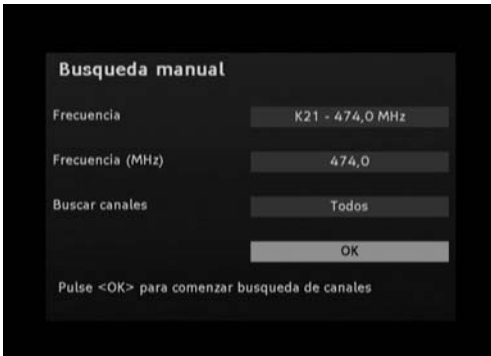 Busqueda manual
Frecuencia K21 - 474,0 MHz
Frecuencia (MHz) 474,0
Buscar canales Todos
OK
Pulse <OK> para comenzar busqueda de canales